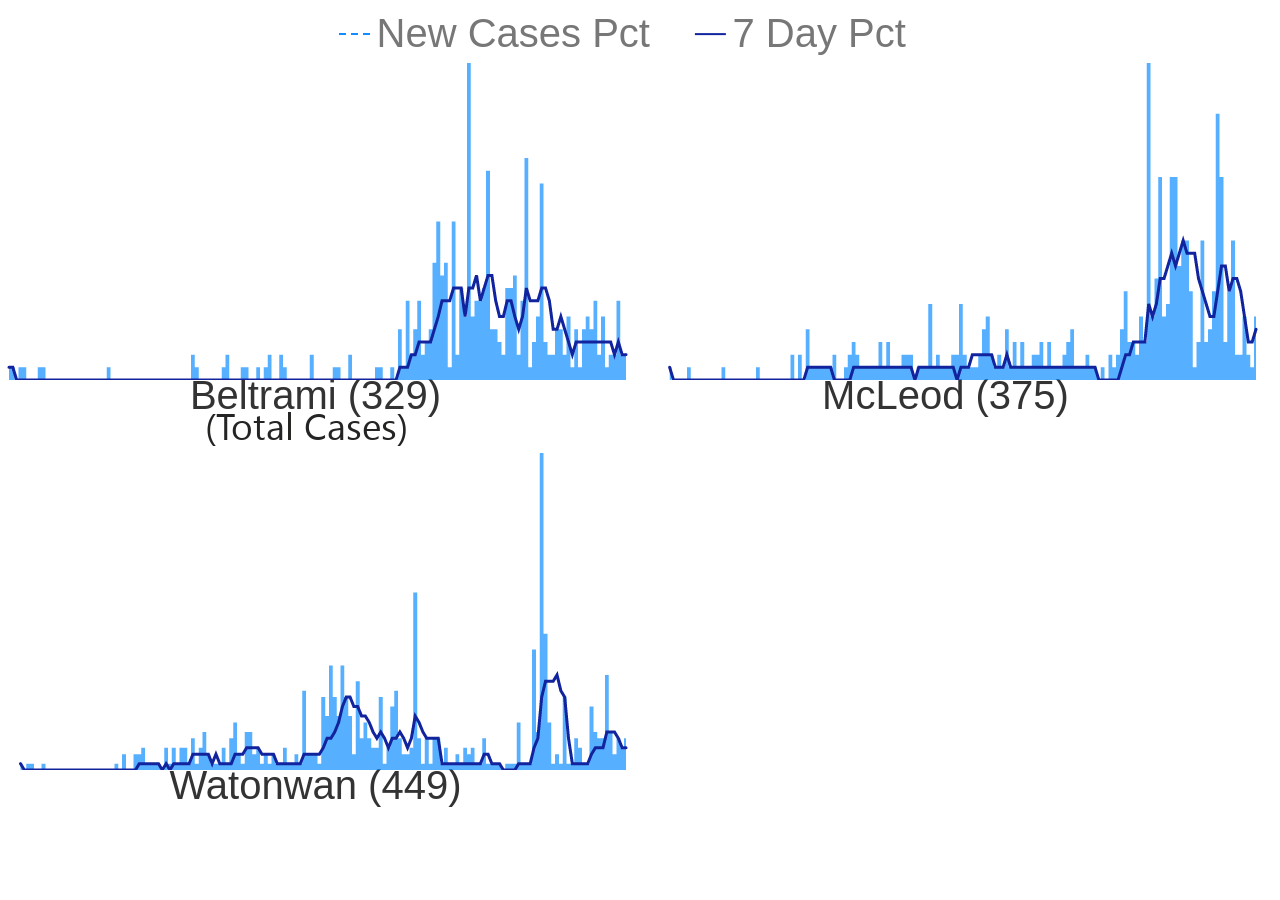 New Cases Pct 7 Day Pct
Beltrami (329)
(Total Cases)
McLeod (375)
Watonwan (449)